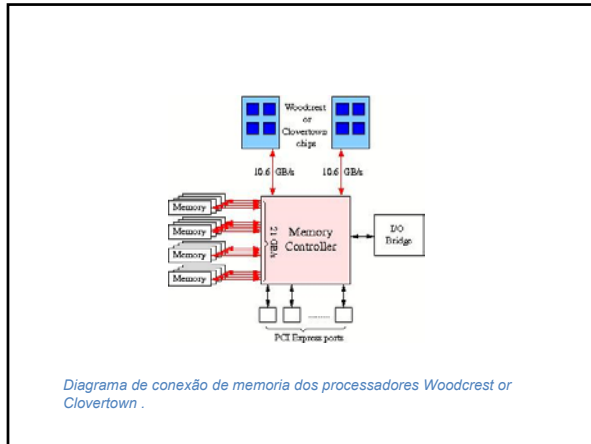 Woodcrest
or
Clovertown
chips
10.6 GB/s
10.6 GB/s
Memory
Memory
Memory
Memory
21 GB/s
Memory
Controller
I/O
Bridge
PCI Express ports
Diagrama de conexão de memoria dos processadores Woodcrest or
Clovertown .